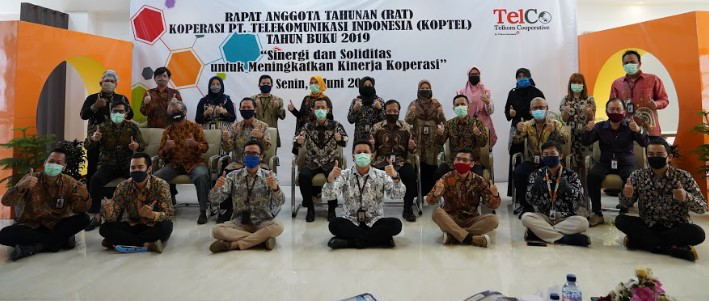 RAPAT ANGGOTA TAHUNAN (RAT)
KOPERASI PT. TELEKOMUNIKASI INDONESIA (KOPTEL)
TAHUN BUKU 2019
"Sinergi dan Soliditas
untuk Meningkatkan Kinerja Koperasi"
Senin, Juni 20
TelCo
Telkom Cooperative